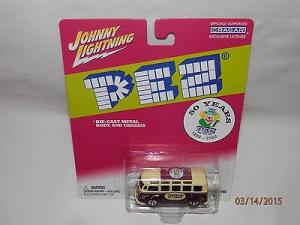 JOHNNY LIGHTNING
OFFICIALLY AUTHORIZED
CRAGAR
EXCLUSIVE LICENSEE
PEZ®
•DIE-CAST METAL
BODY AND CHASSIS
50 YEARS
PEZ
1952 - 2002
03/14/2015